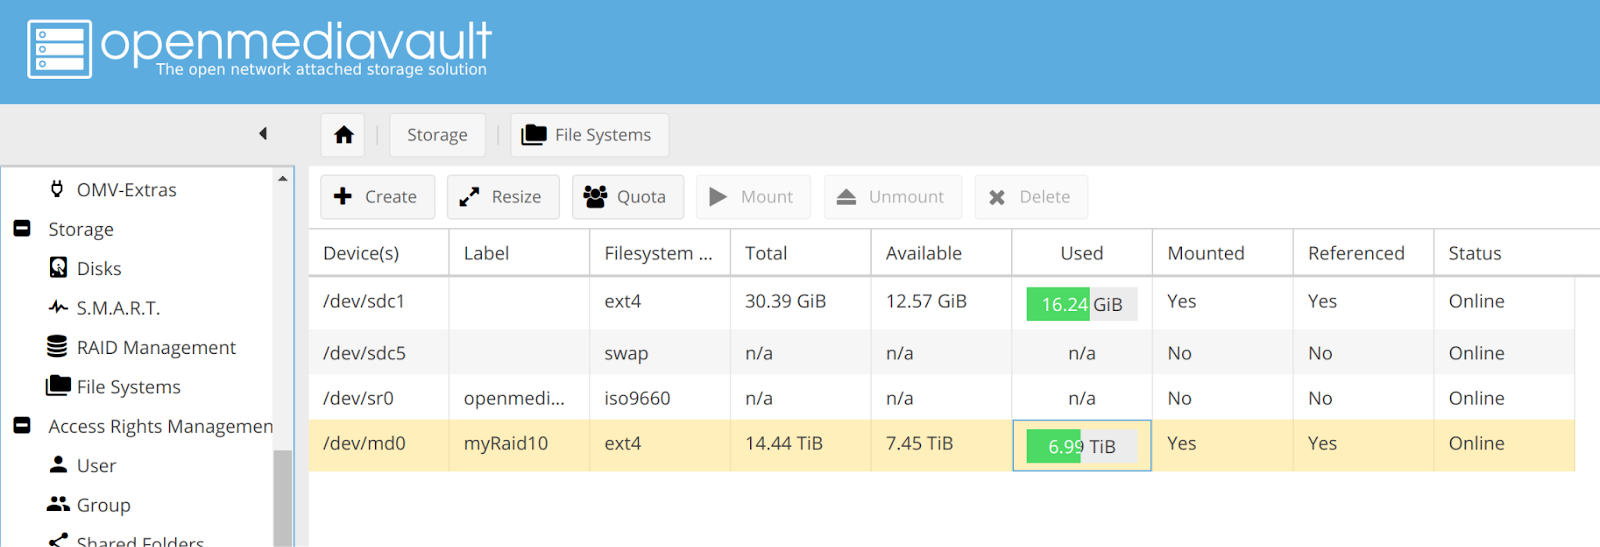 openmediavault
The open network attached storage solution
Storage File Systems
OMV-Extras
Storage
Disks
S.M.A.R.T.
RAID Management
File Systems
Access Rights Managemen
User
Group
Shared Folders
Create Resize Quota Mount Unmount Delete
Device(s) Label Filesystem ... Total Available Used Mounted Referenced Status
/dev/sdc1 ext4 30.39 GiB 12.57 GiB 16.24 GiB Yes Yes Online
/dev/sdc5 swap n/a n/a n/a No No Online
/dev/sr0 openmedi... iso9660 n/a n/a n/a No No Online
/dev/md0 myRaid10 ext4 14.44 TiB 7.45 TiB 6.99 TiB Yes Yes Online